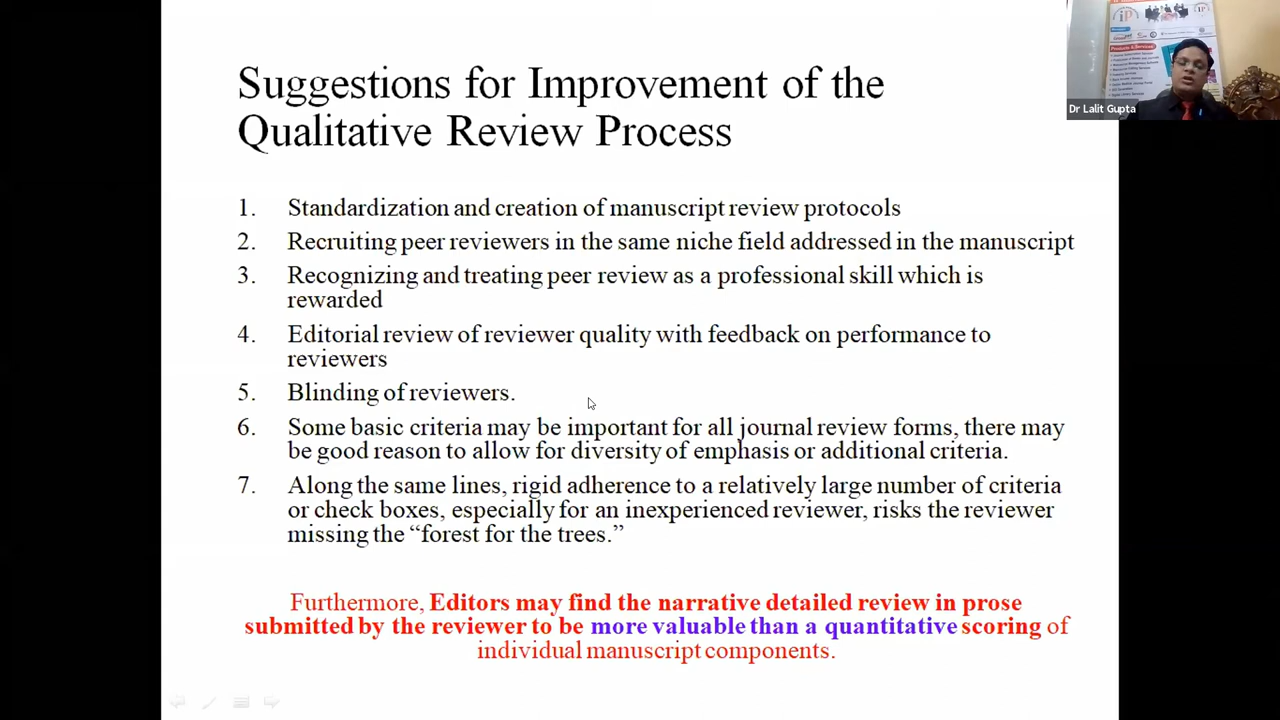 Suggestions for Improvement of the
Qualitative Review Process
1. Standardization and creation of manuscript review protocols
2. Recruiting peer reviewers in the same niche field addressed in the manuscript
3. Recognizing and treating peer review as a professional skill which is
rewarded
4. Editorial review of reviewer quality with feedback on performance to
reviewers
5. Blinding of reviewers.
6. Some basic criteria may be important for all journal review forms, there may
be good reason to allow for diversity of emphasis or additional criteria.
7. Along the same lines, rigid adherence to a relatively large number of criteria
or check boxes, especially for an inexperienced reviewer, risks the reviewer
missing the “forest for the trees.”
Furthermore, Editors may find the narrative detailed review in prose
submitted by the reviewer to be more valuable than a quantitative scoring of
individual manuscript components.
iP
iP
Products & Services
Dr Lalit Gupta